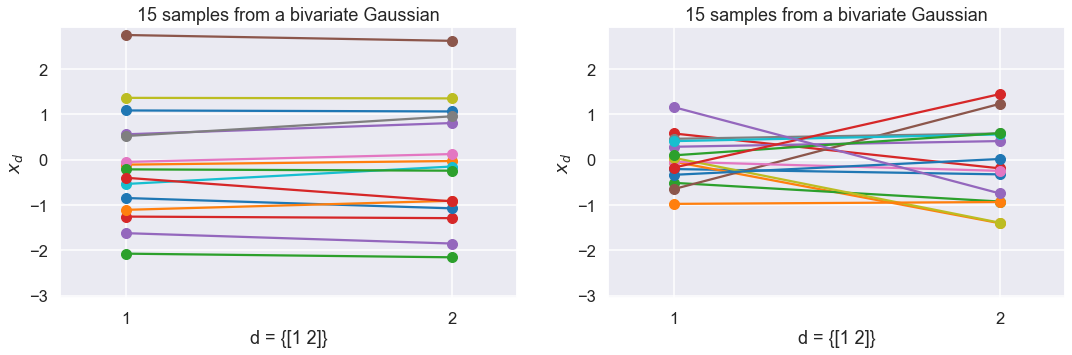 15 samples from a bivariate Gaussian
x_d
2
1
0
−1
−2
−3
1 2
d = {[1 2]}
15 samples from a bivariate Gaussian
x_d
2
1
0
−1
−2
−3
1 2
d = {[1 2]}